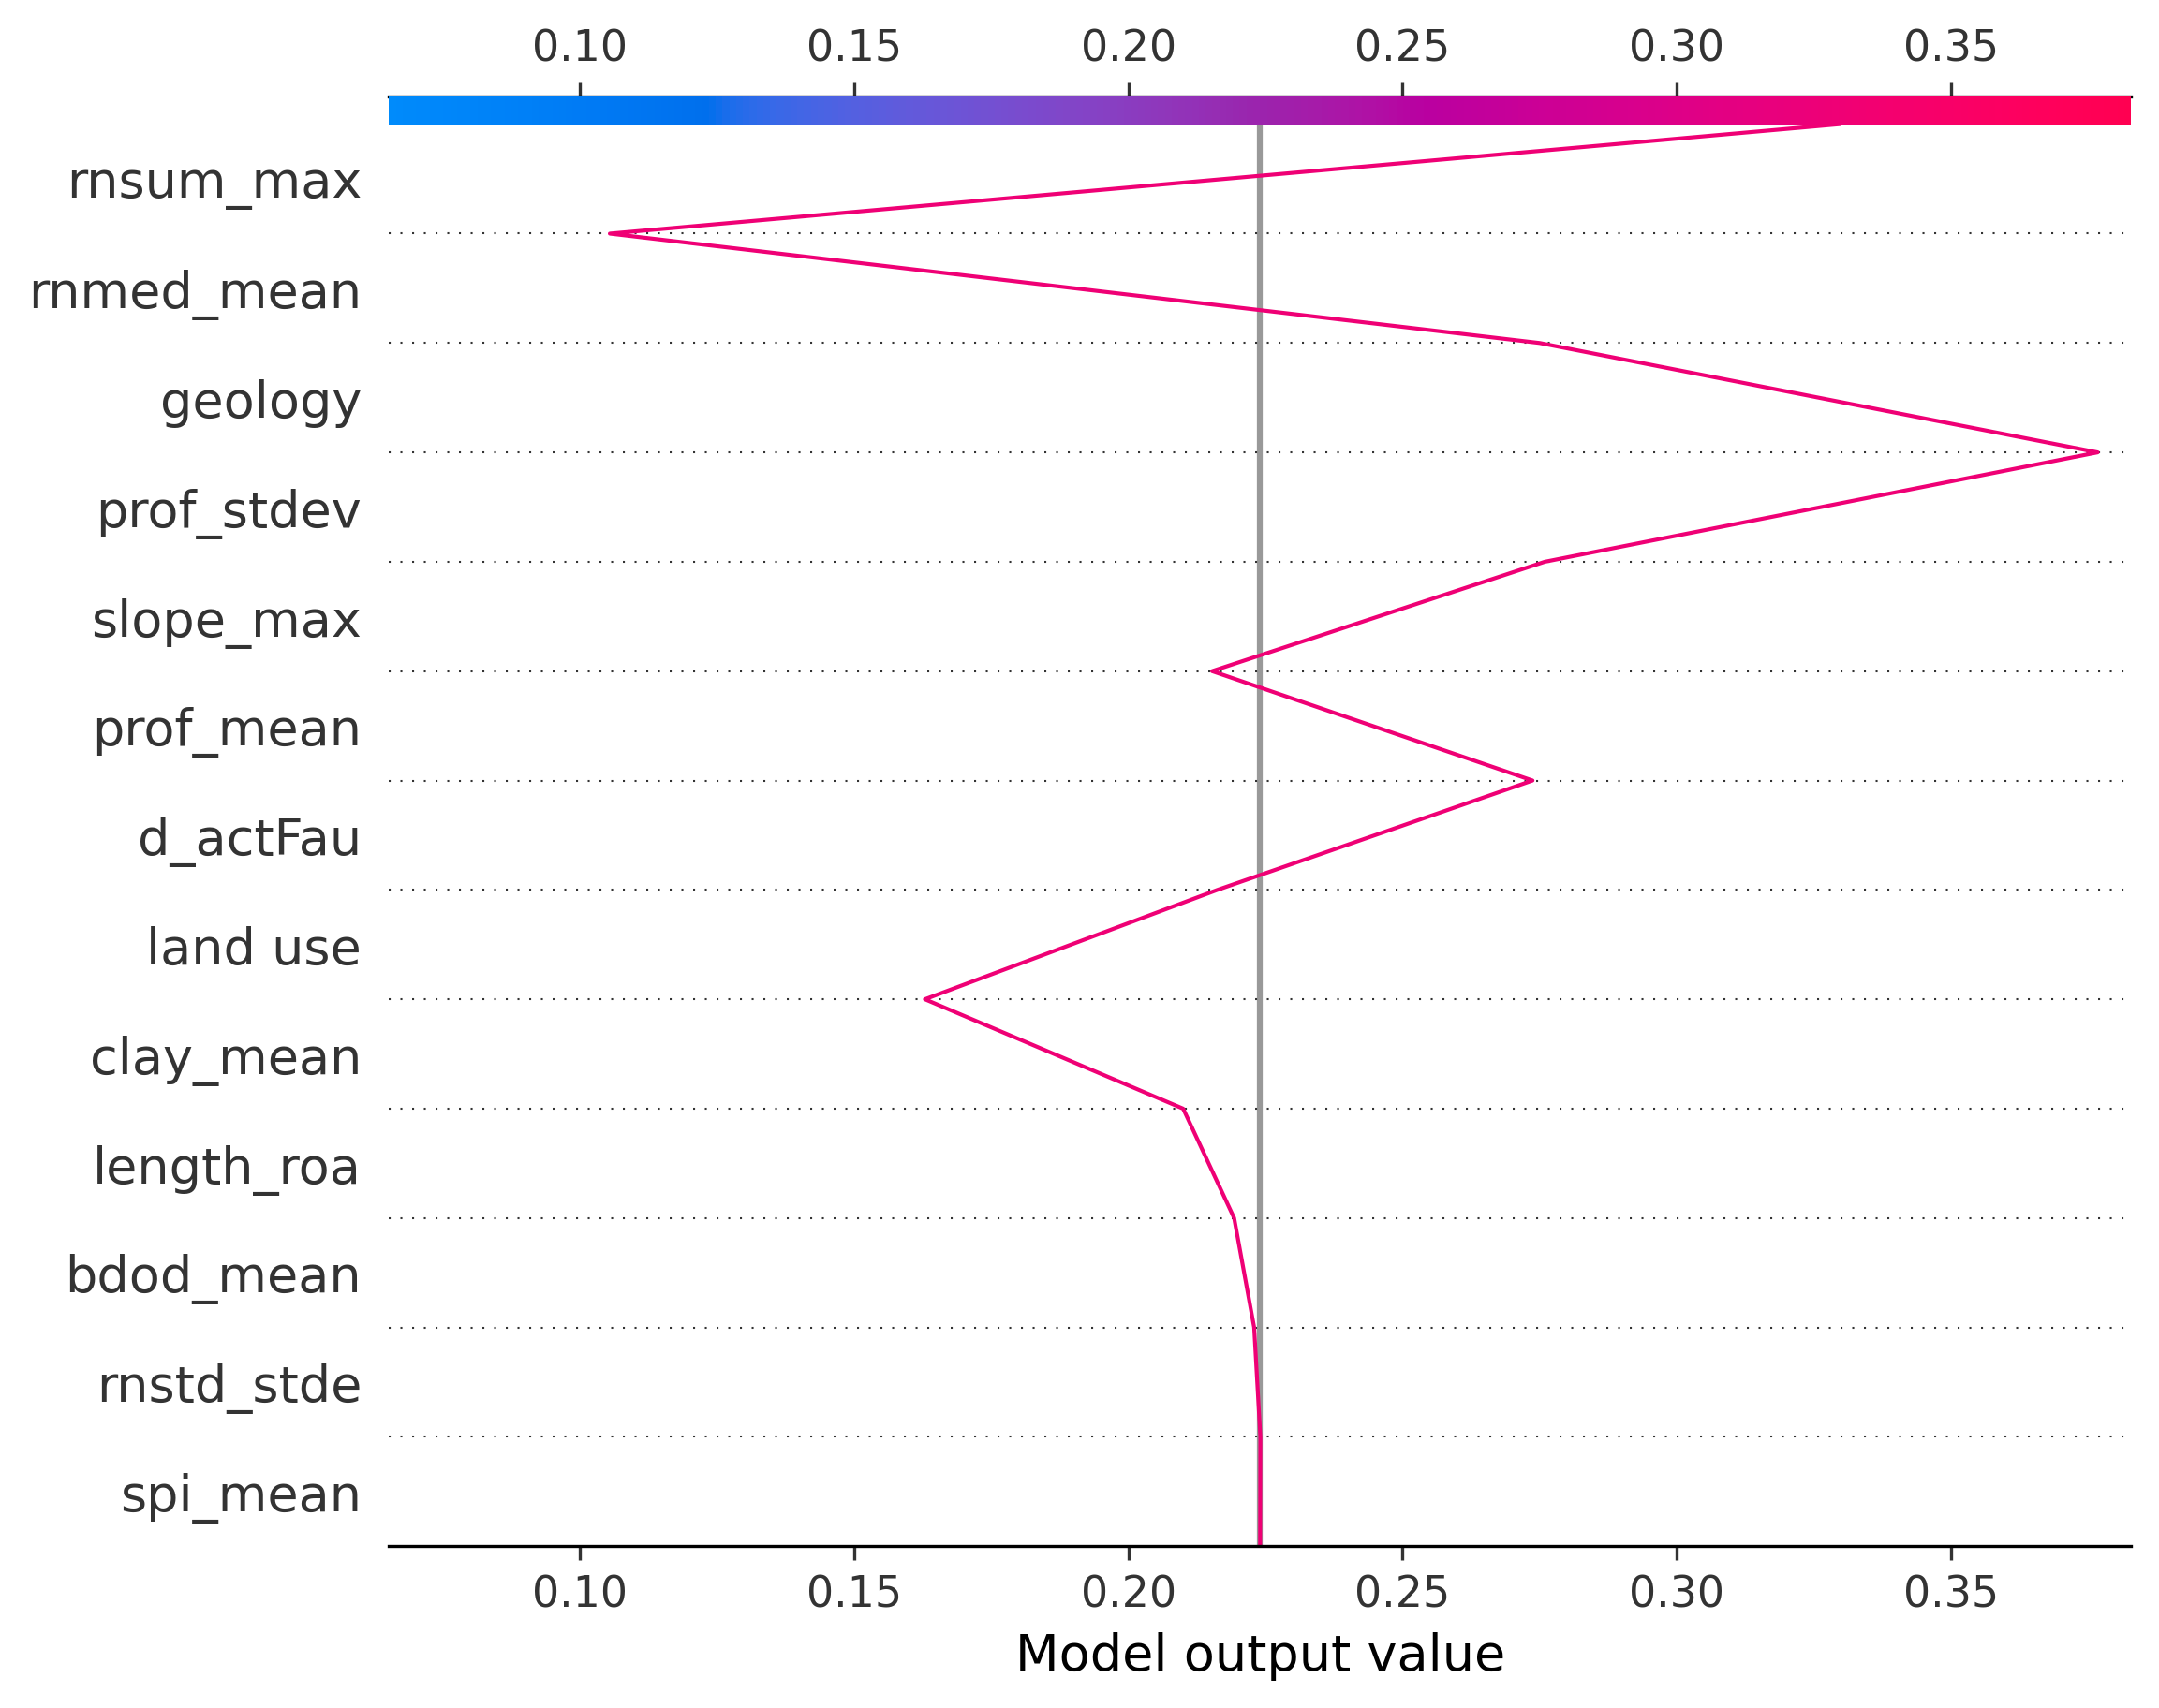 0.10 0.15 0.20 0.25 0.30 0.35
rnsum_max
rnmed_mean
geology
prof_stdev
slope_max
prof_mean
d_actFau
land use
clay_mean
length_roa
bdod_mean
rnstd_stde
spi_mean
0.10 0.15 0.20 0.25 0.30 0.35
Model output value